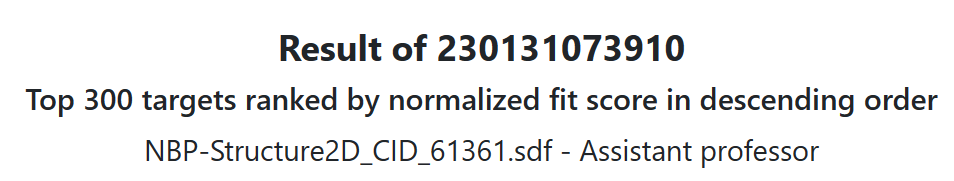 Result of 230131073910
Top 300 targets ranked by normalized fit score in descending order
NBP-Structure2D_CID_61361.sdf - Assistant professor